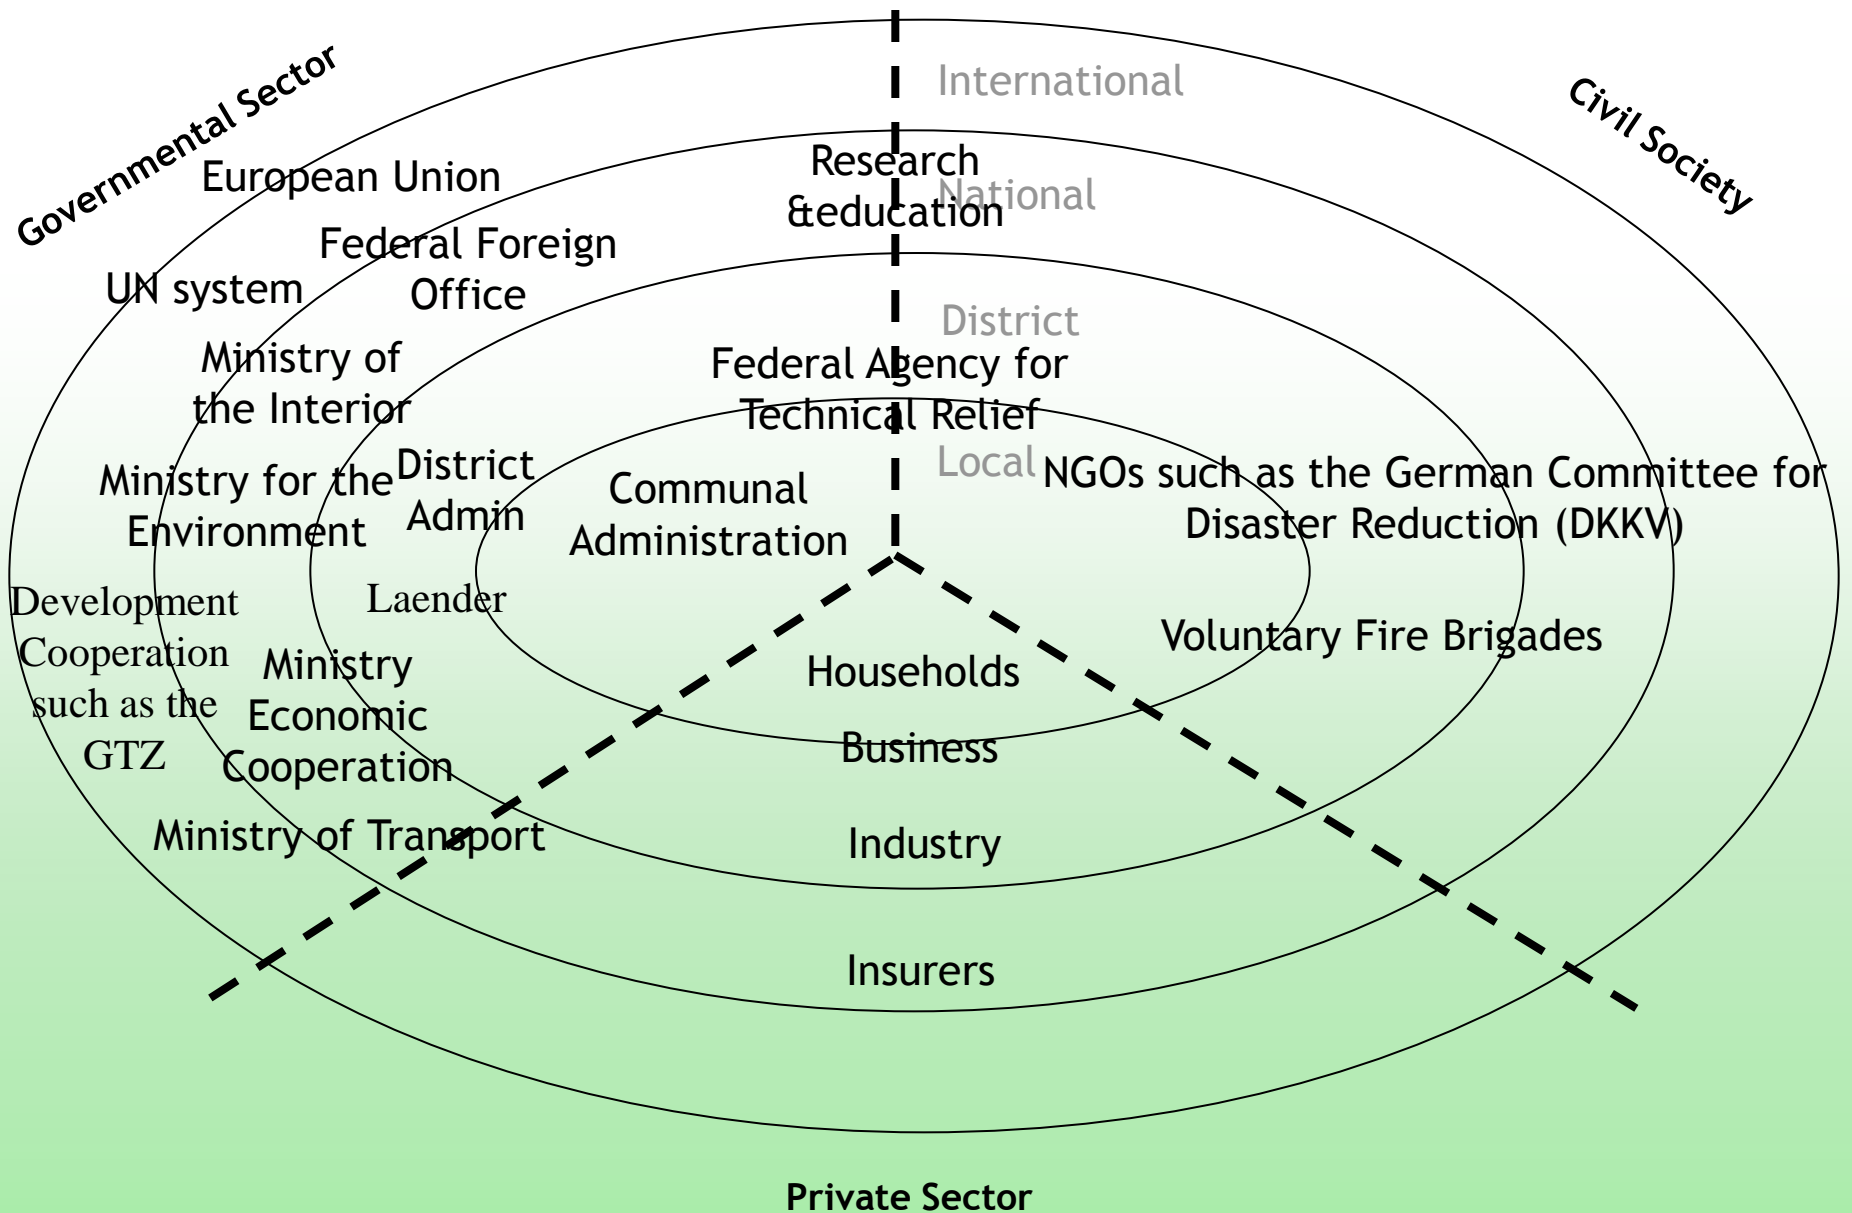 Governmental Sector
Civil Society
International
European Union
Research
&education
National
Federal Foreign
Office
UN system
District
Ministry of
the Interior
Federal Agency for
Technical Relief
Local
District
Admin
Communal
Administration
NGOs such as the German Committee for
Disaster Reduction (DKKV)
Ministry for the
Environment
Development
Cooperation
such as the
GTZ
Laender
Voluntary Fire Brigades
Ministry
Economic
Cooperation
Households
Business
Ministry of Transport
Industry
Insurers
Private Sector